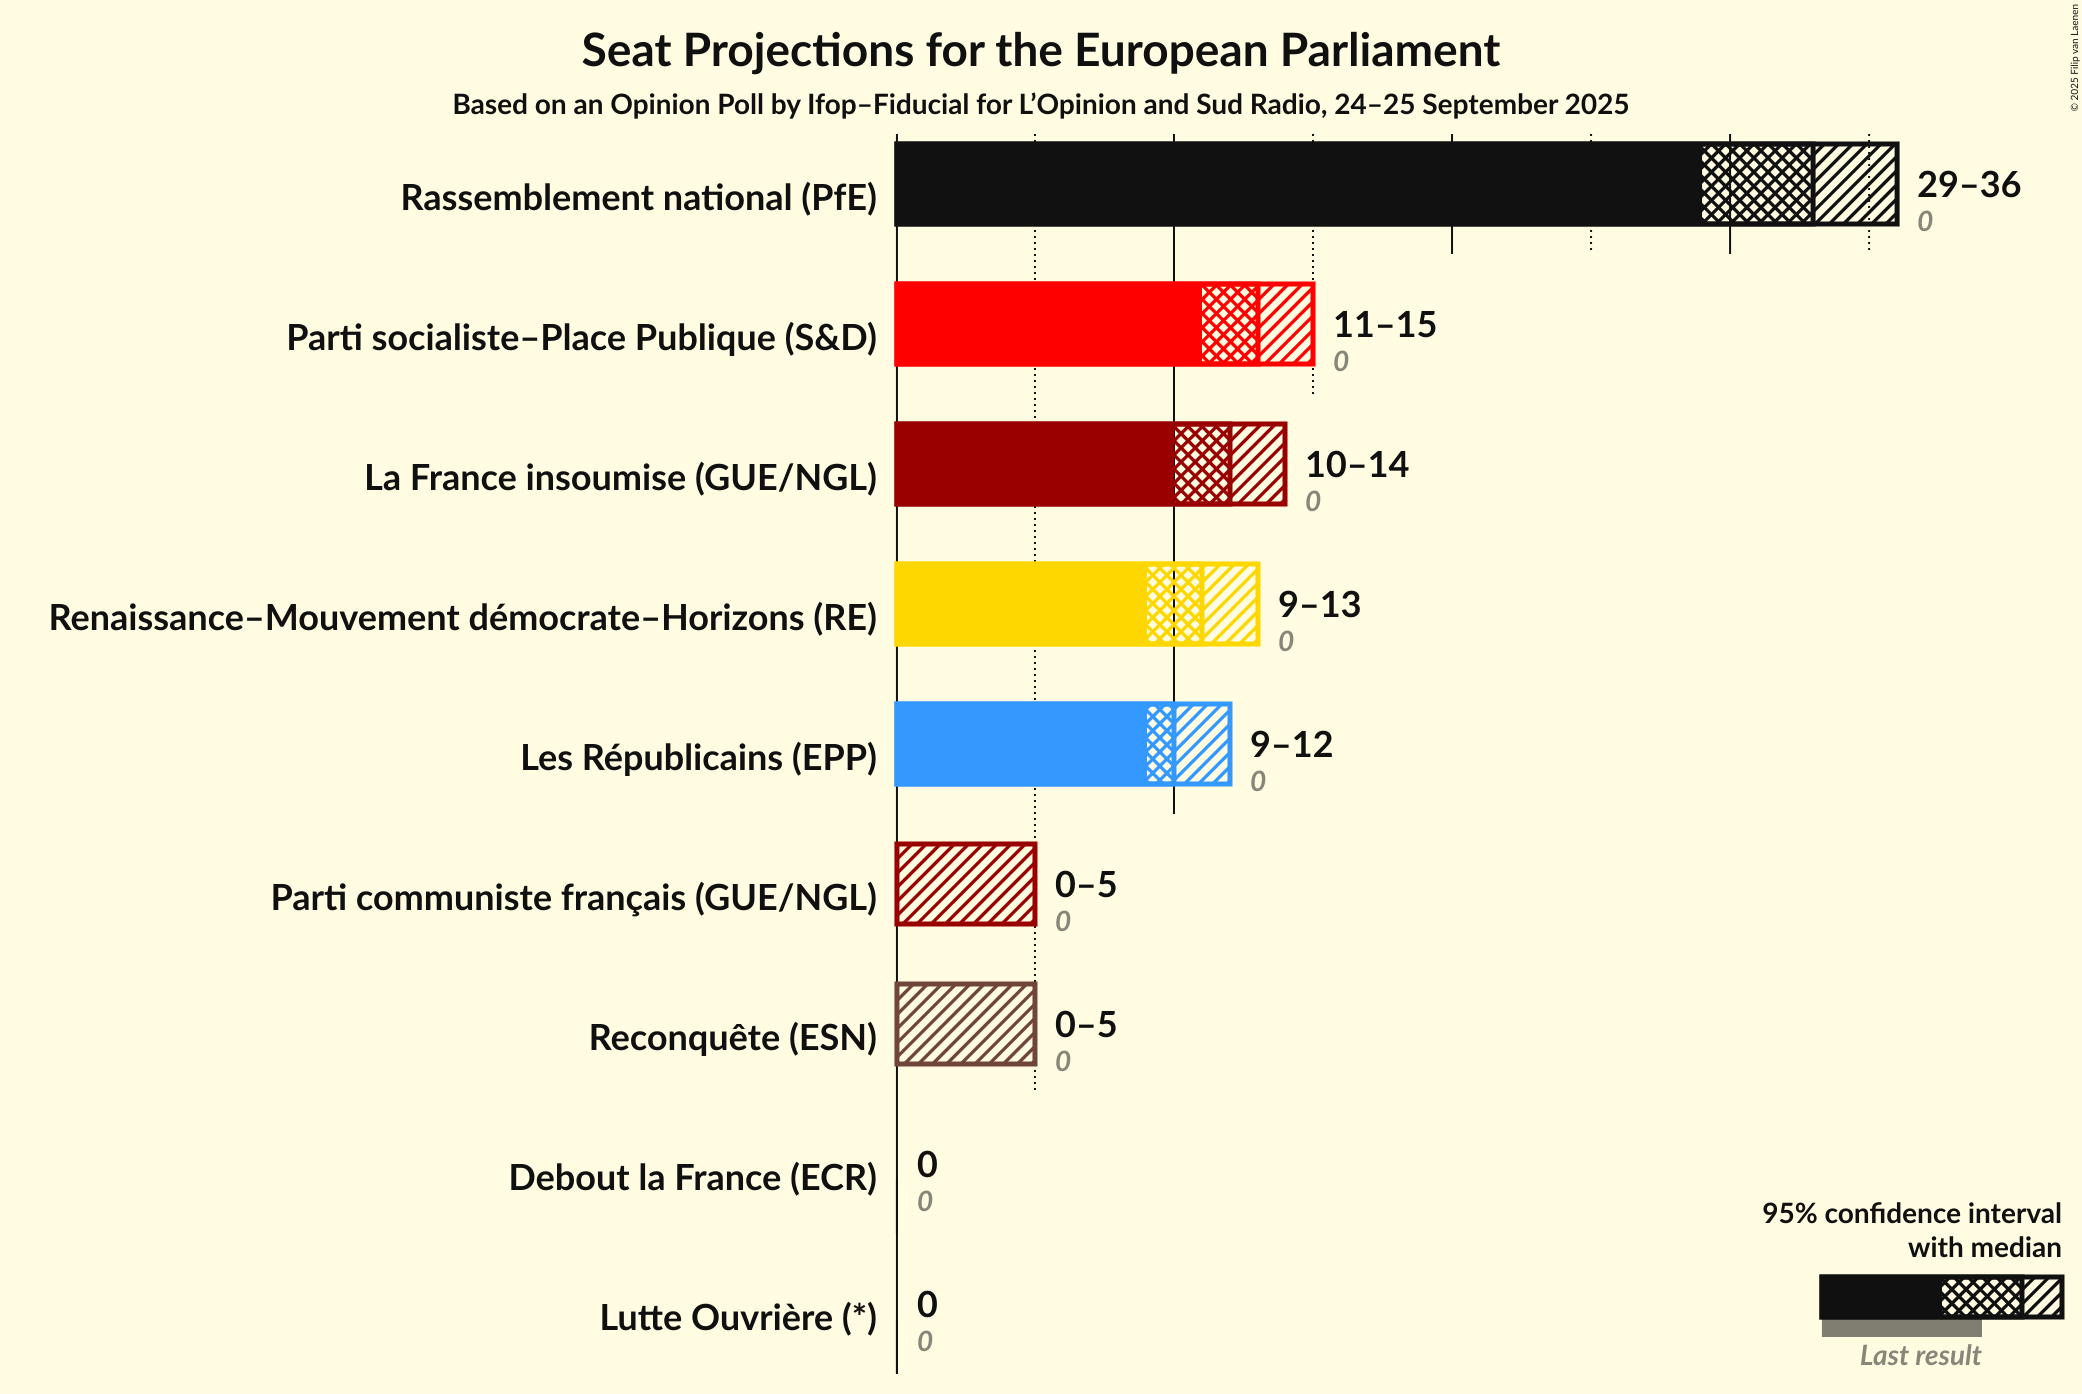 Seat Projections for the European Parliament
Based on an Opinion Poll by Ifop–Fiducial for L’Opinion and Sud Radio, 24–25 September 2025
© 2025 Filip van Laenen
Rassemblement national (PfE)
29–36
0
Parti socialiste–Place Publique (S&D)
11–15
0
La France insoumise (GUE/NGL)
10–14
0
Renaissance–Mouvement démocrate–Horizons (RE)
9–13
0
Les Républicains (EPP)
9–12
0
Parti communiste français (GUE/NGL)
0–5
0
Reconquête (ESN)
0–5
0
Debout la France (ECR)
0
0
Lutte Ouvrière (*)
0
0
95% confidence interval
with median
Last result